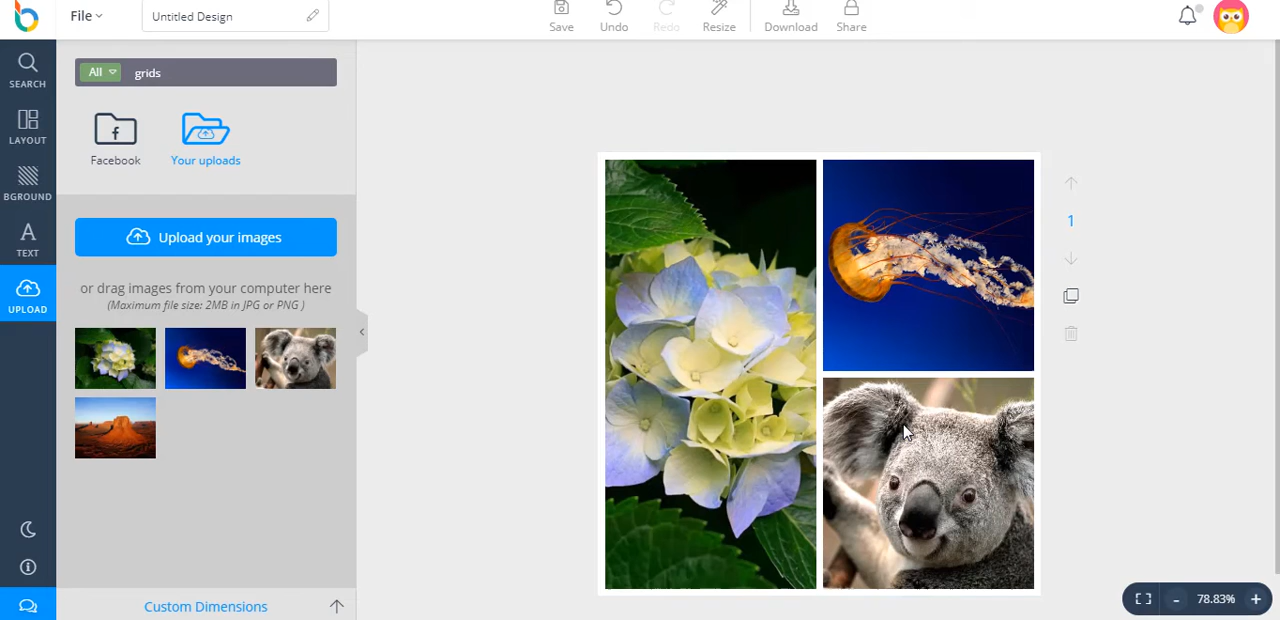 File
Untitled Design
Save
Undo
Redo
Resize
Download
Share
SEARCH
LAYOUT
BGROUND
TEXT
UPLOAD
All
grids
Facebook
Your uploads
Upload your images
or drag images from your computer here
(Maximum file size: 2MB in JPG or PNG )
Custom Dimensions
1
78.83%